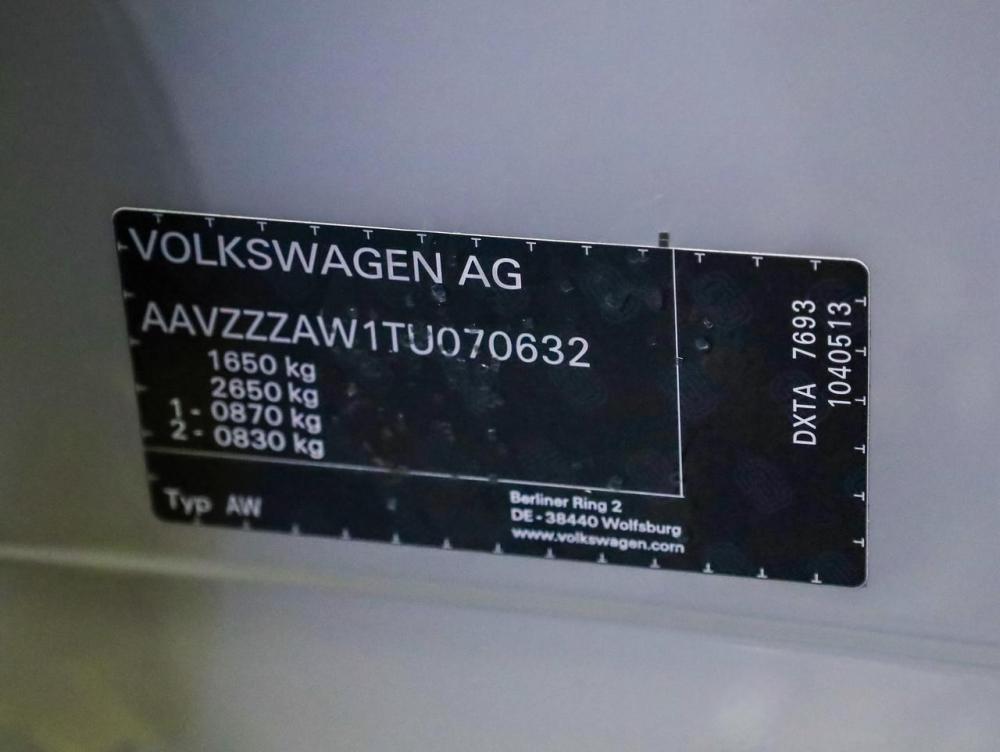 VOLKSWAGEN AG
AAVZZZAW1TU070632
1650 kg
2650 kg
1 - 0870 kg
2 - 0830 kg
Typ AW
Berliner Ring 2
DE - 38440 Wolfsburg
www.volkswagen.com
DXTA 7693
1040513